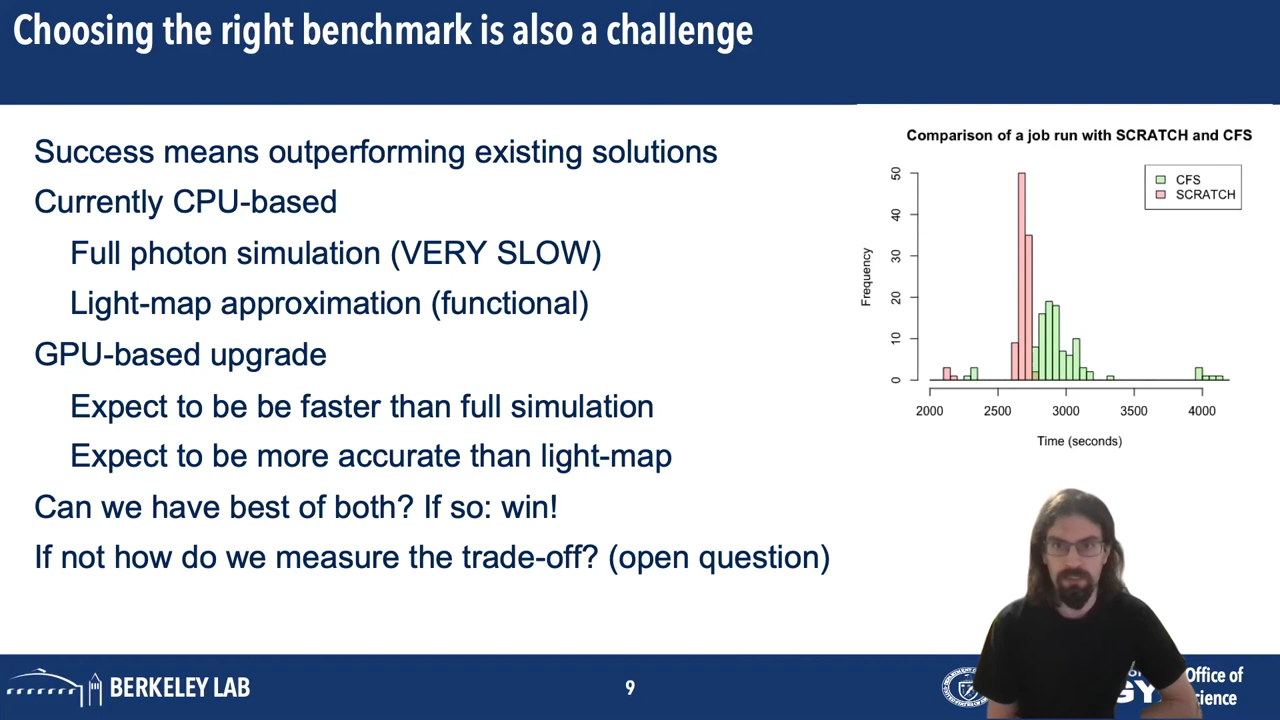 Choosing the right benchmark is also a challenge
Success means outperforming existing solutions
Currently CPU-based
Full photon simulation (VERY SLOW)
Light-map approximation (functional)
GPU-based upgrade
Expect to be be faster than full simulation
Expect to be more accurate than light-map
Can we have best of both? If so: win!
If not how do we measure the trade-off? (open question)
Comparison of a job run with SCRATCH and CFS
CFS
SCRATCH
Frequency
50
40
30
20
10
0
2000 2500 3000 3500 4000
Time (seconds)
BERKELEY LAB
9
Office of